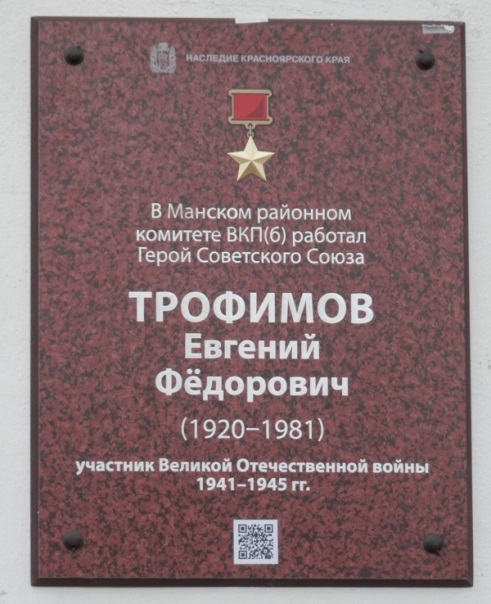 НАСЛЕДИЕ КРАСНОЯРСКОГО КРАЯ
В Манском районном
комитете ВКП(б) работал
Герой Советского Союза
ТРОФИМОВ
Евгений
Фёдорович
(1920–1981)
участник Великой Отечественной войны
1941–1945 гг.